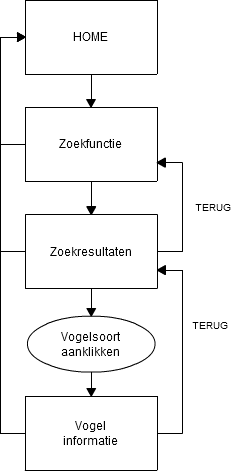 HOME
Zoekfunctie
TERUG
Zoekresultaten
TERUG
Vogelsoort
aanklikken
Vogel
informatie